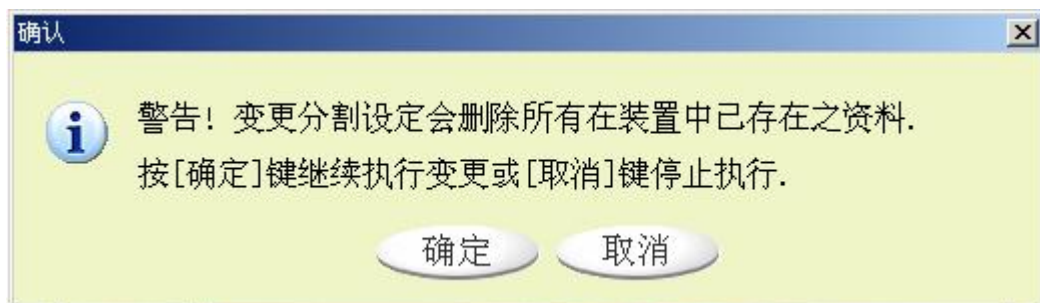 确认
警告! 变更分割设定会删除所有在装置中已存在之资料.
按[确定]键继续执行变更或[取消]键停止执行.
确定 取消